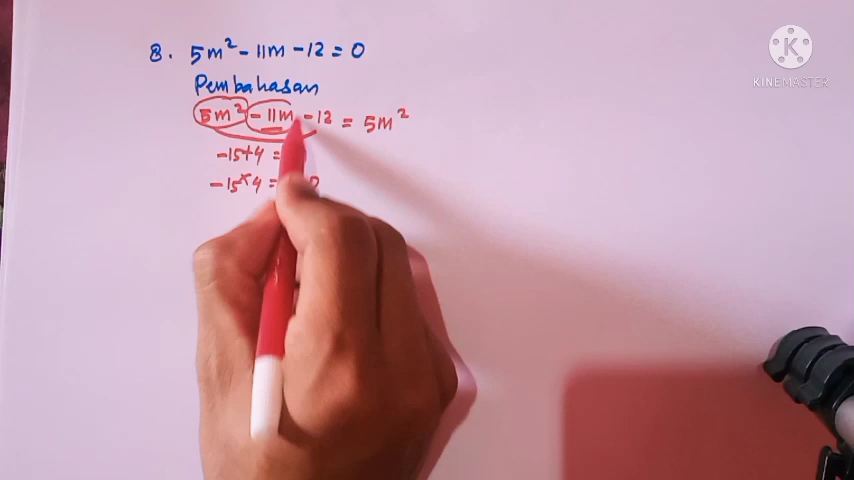 8. 5m² - 11m - 12 = 0
Pembahasan
5m² - 11m - 12 = 5m²
-15+4 =
-15×4 =
K
KINEMASTER